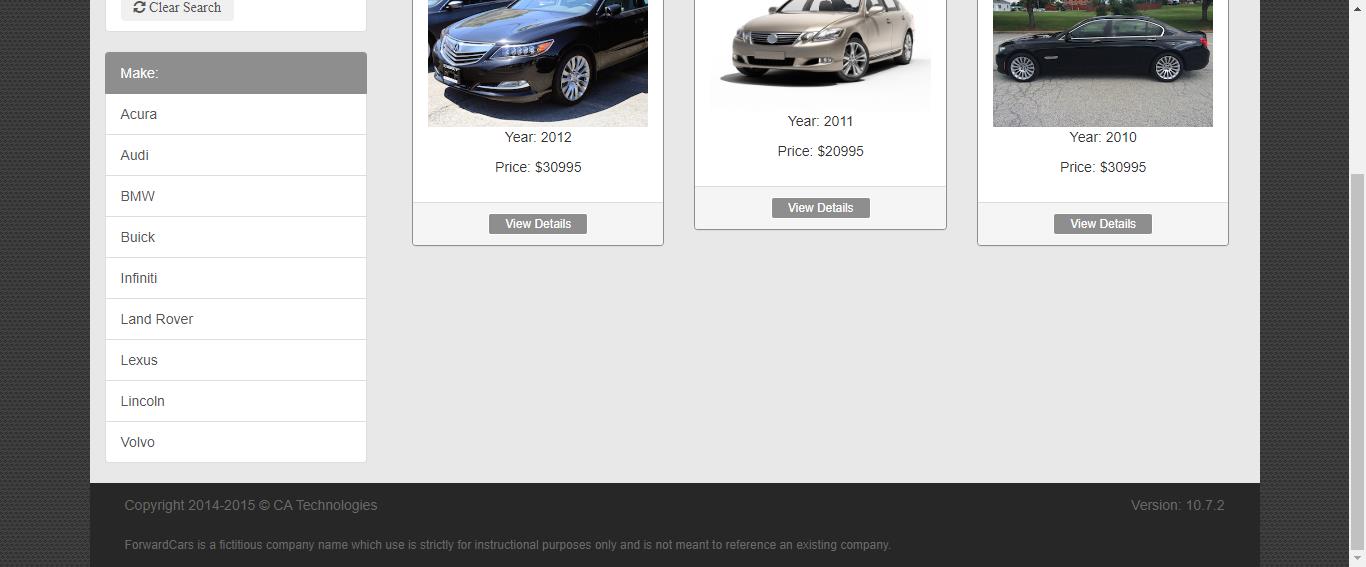 Clear Search
Make:
Acura
Audi
BMW
Buick
Infiniti
Land Rover
Lexus
Lincoln
Volvo
Year: 2012
Price: $30995
View Details
Year: 2011
Price: $20995
View Details
Year: 2010
Price: $30995
View Details
Copyright 2014-2015 © CA Technologies
Version: 10.7.2
ForwardCars is a fictitious company name which use is strictly for instructional purposes only and is not meant to reference an existing company.